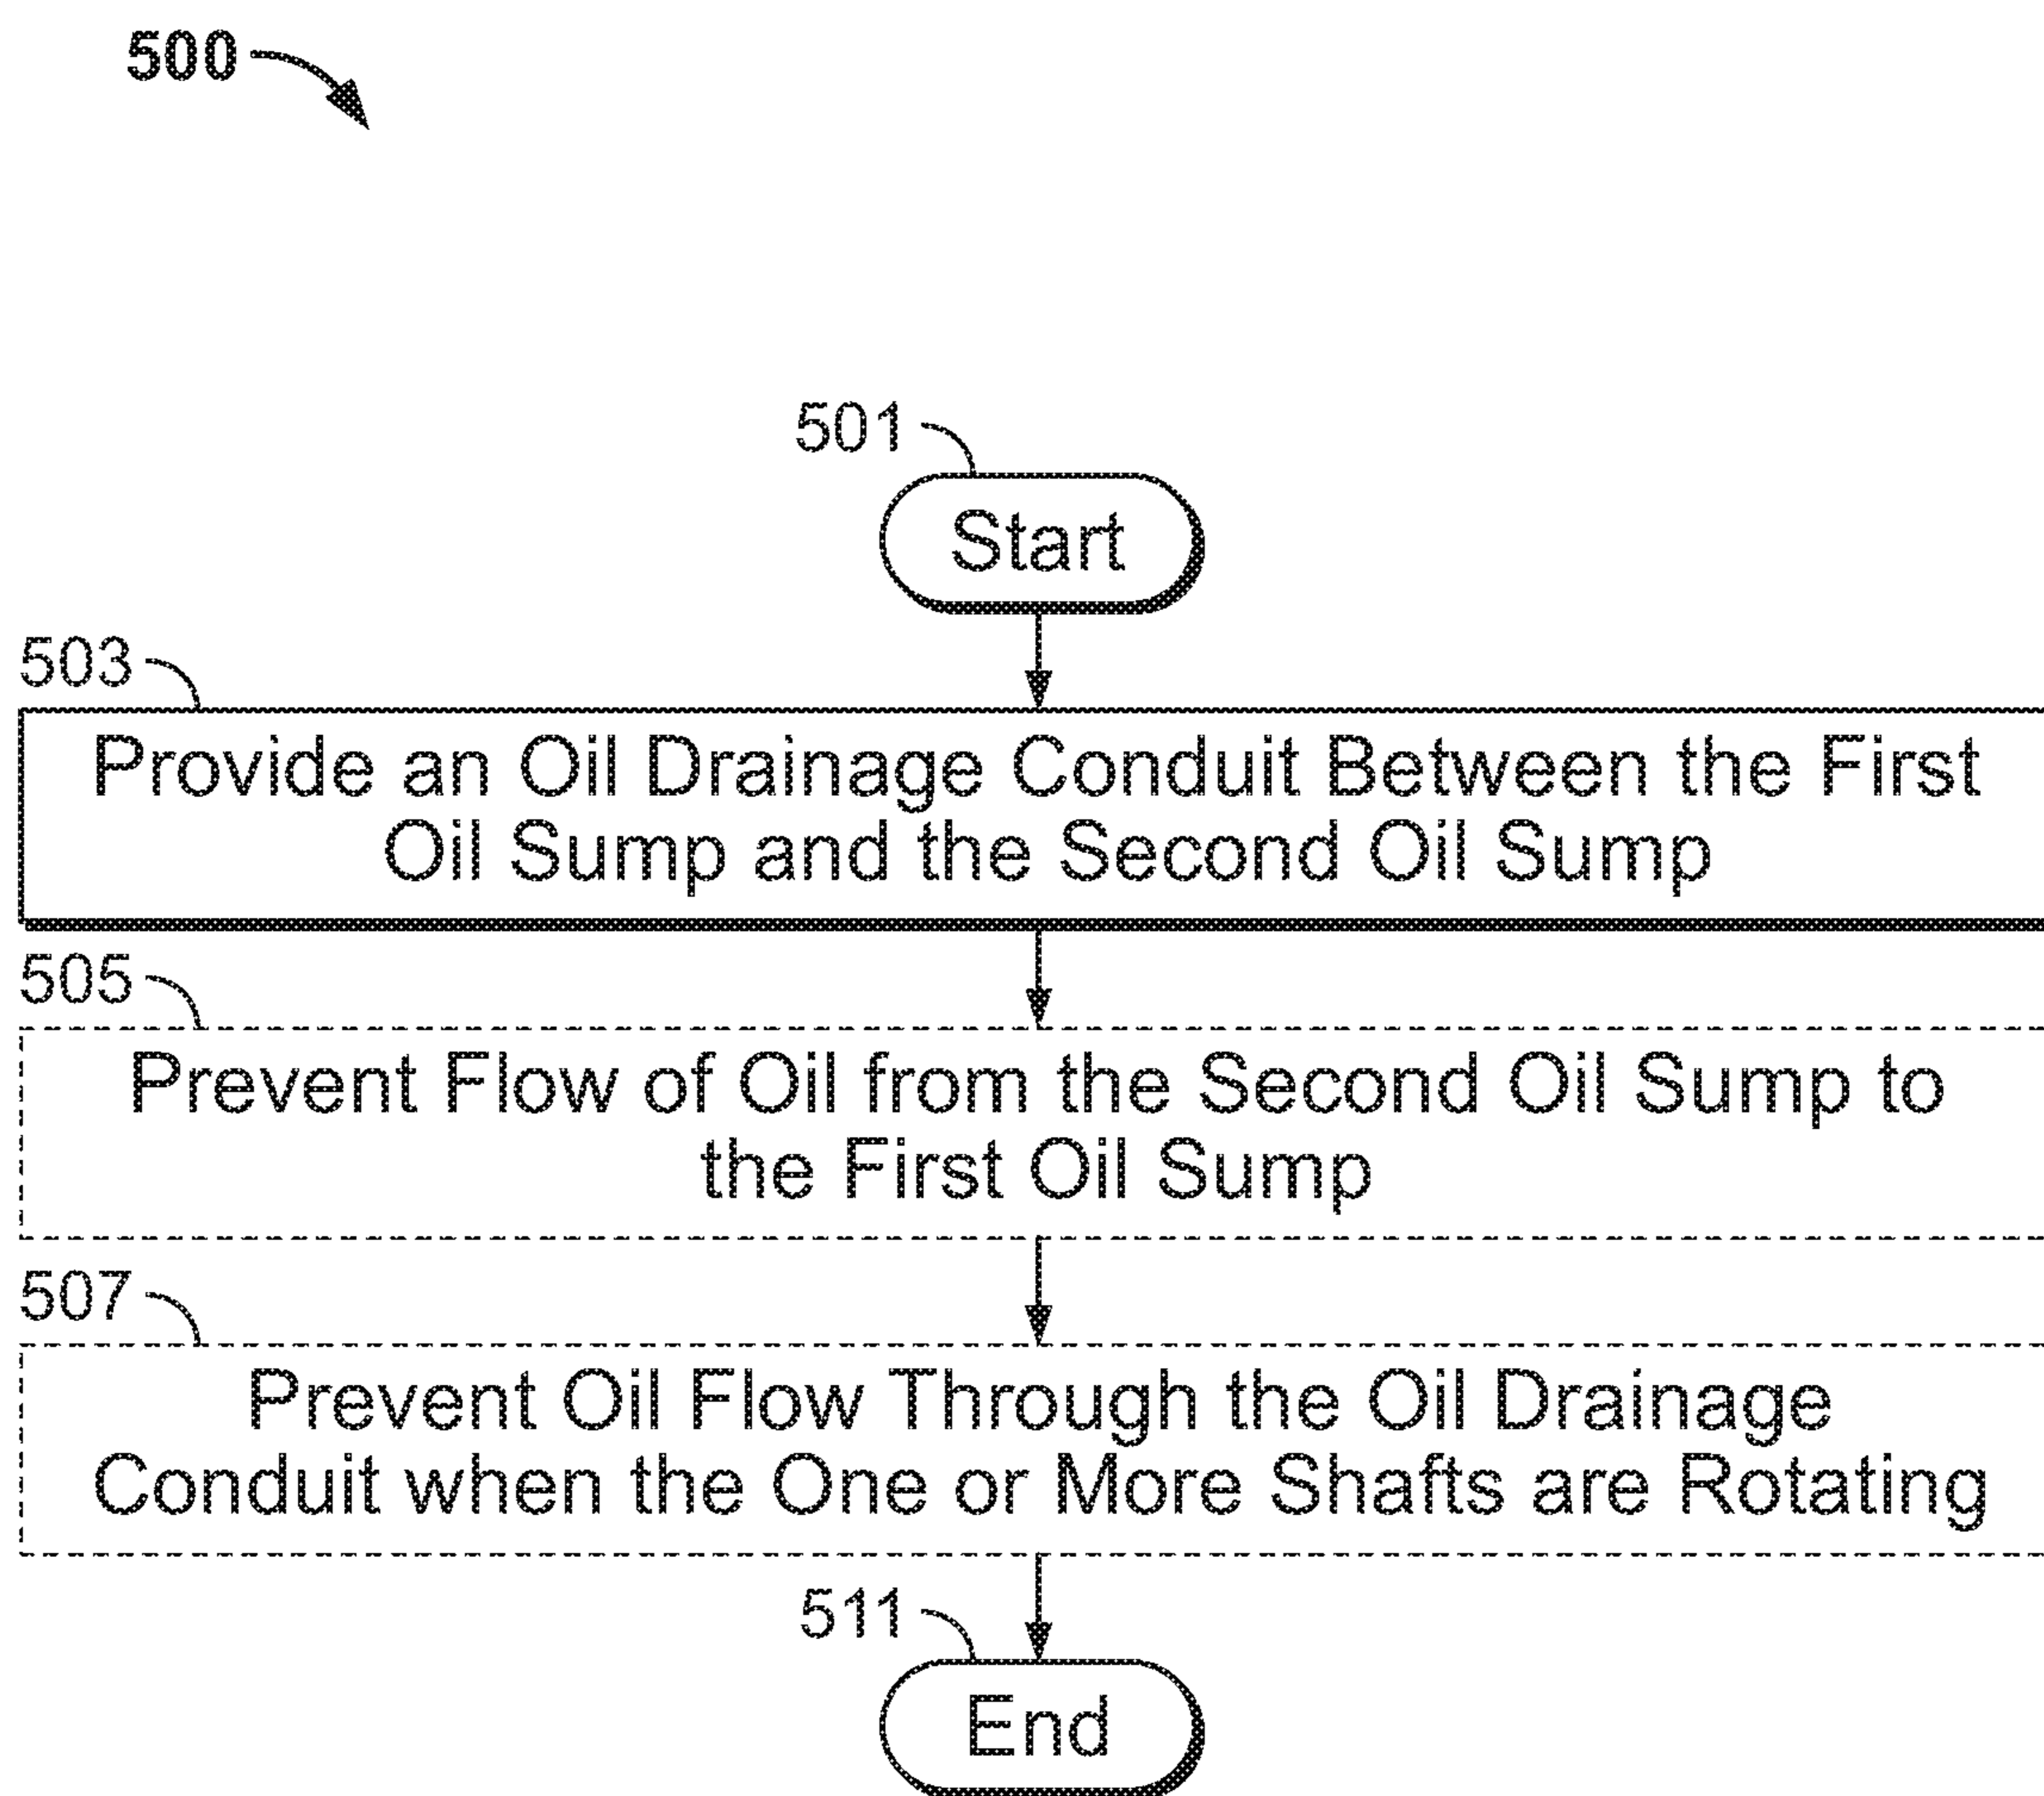 500
501
Start
503
Provide an Oil Drainage Conduit Between the First
Oil Sump and the Second Oil Sump
505
Prevent Flow of Oil from the Second Oil Sump to
the First Oil Sump
507
Prevent Oil Flow Through the Oil Drainage
Conduit when the One or More Shafts are Rotating
511
End